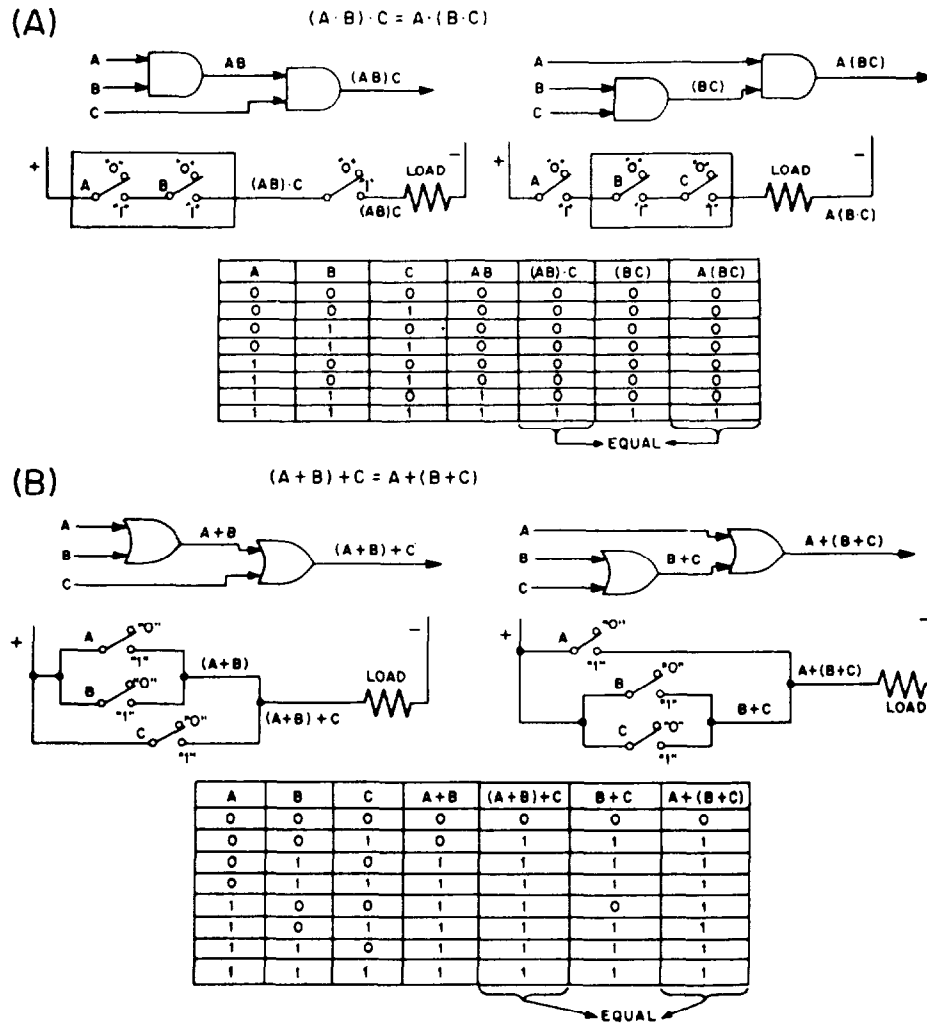 (A)
(A·B)·C = A·(B·C)
A
B
C
AB
(AB)C
A
B
C
(BC)
A(BC)
+
A
"0"
"1"
B
"0"
"1"
(AB)·C
"0"
"1"
(AB)C
LOAD
–
+
A
"0"
"1"
B
"0"
"1"
C
"0"
"1"
LOAD
A(B·C)
–
A B C AB (AB)·C (BC) A(BC)
0 0 0 0 0 0 0
0 0 1 0 0 0 0
0 1 0 0 0 0 0
0 1 1 0 0 0 0
1 0 0 0 0 0 0
1 0 1 0 0 0 0
1 1 0 1 0 0 0
1 1 1 1 1 1 1
EQUAL
(B)
(A+B)+C = A+(B+C)
A
B
C
A+B
(A+B)+C
A
B
C
B+C
A+(B+C)
+
A
"0"
"1"
B
"0"
"1"
C
"0"
"1"
(A+B)
(A+B)+C
LOAD
–
+
A
"0"
"1"
B
"0"
"1"
C
"0"
"1"
B+C
A+(B+C)
LOAD
–
A B C A+B (A+B)+C B+C A+(B+C)
0 0 0 0 0 0 0
0 0 1 0 1 1 1
0 1 0 1 1 1 1
0 1 1 1 1 1 1
1 0 0 1 1 0 1
1 0 1 1 1 1 1
1 1 0 1 1 1 1
1 1 1 1 1 1 1
EQUAL